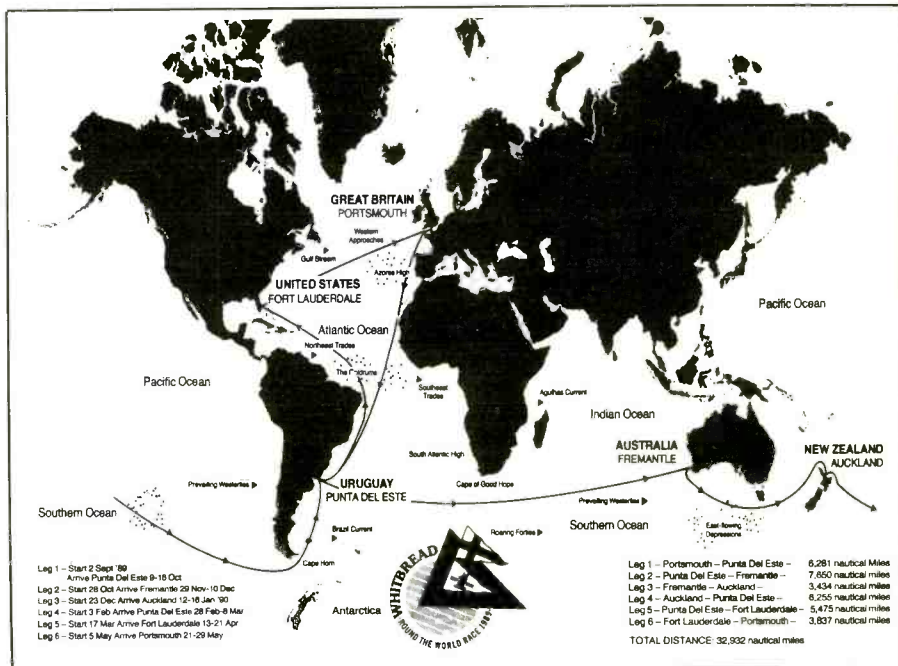 GREAT BRITAIN
PORTSMOUTH
Western
Approaches
Gulf Stream
Azores High
UNITED STATES
FORT LAUDERDALE
Pacific Ocean
Atlantic Ocean
Northeast Trades
The Doldrums
Pacific Ocean
Southeast
Trades
Agulhas Current
Indian Ocean
AUSTRALIA
FREMANTLE
NEW ZEALAND
AUCKLAND
South Atlantic High
URUGUAY
PUNTA DEL ESTE
Prevailing Westerlies
Cape of Good Hope
Prevailing Westerlies
Southern Ocean
Brazil Current
Roaring Forties
Southern Ocean
East-flowing
Depressions
Cape Horn
Antarctica
WHITBREAD
ROUND THE WORLD RACE
Leg 1 – Start 2 Sept '89
Arrive Punta Del Este 9-16 Oct
Leg 2 – Start 28 Oct Arrive Fremantle 29 Nov-10 Dec
Leg 3 – Start 23 Dec Arrive Auckland 12-16 Jan '90
Leg 4 – Start 3 Feb Arrive Punta Del Este 28 Feb-8 Mar
Leg 5 – Start 17 Mar Arrive Fort Lauderdale 13-21 Apr
Leg 6 – Start 5 May Arrive Portsmouth 21-29 May
Leg 1 – Portsmouth – Punta Del Este – 6,281 nautical Miles
Leg 2 – Punta Del Este – Fremantle – 7,650 nautical miles
Leg 3 – Fremantle – Auckland – 3,434 nautical miles
Leg 4 – Auckland – Punta Del Este – 6,255 nautical miles
Leg 5 – Punta Del Este – Fort Lauderdale – 5,475 nautical miles
Leg 6 – Fort Lauderdale – Portsmouth – 3,837 nautical miles
TOTAL DISTANCE: 32,932 nautical miles